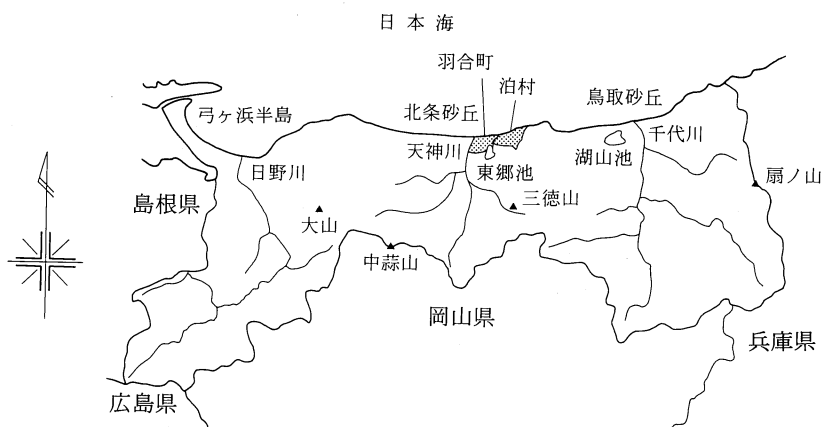 日本海
羽合町
泊村
弓ヶ浜半島
北条砂丘
鳥取砂丘
天神川
千代川
日野川
東郷池
湖山池
扇ノ山
島根県
三徳山
大山
中蒜山
岡山県
兵庫県
広島県